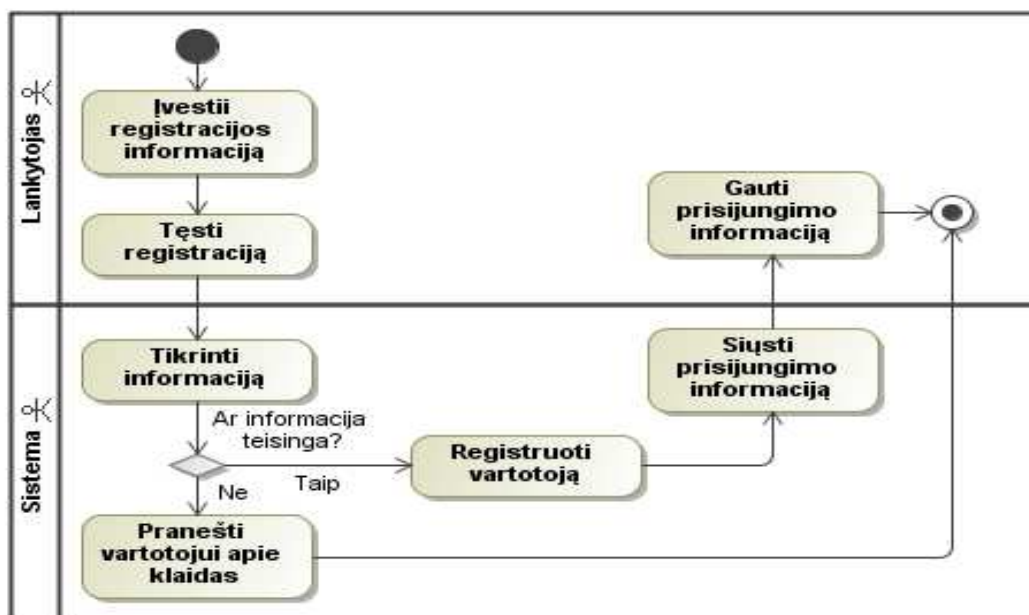 Lankytojas
Įvestii
registracijos
informaciją
Tęsti
registraciją
Gauti
prisijungimo
informaciją
Sistema
Tikrinti
informaciją
Ar informacija
teisinga?
Ne
Taip
Registruoti
vartotoją
Siųsti
prisijungimo
informaciją
Pranešti
vartotojui apie
klaidas